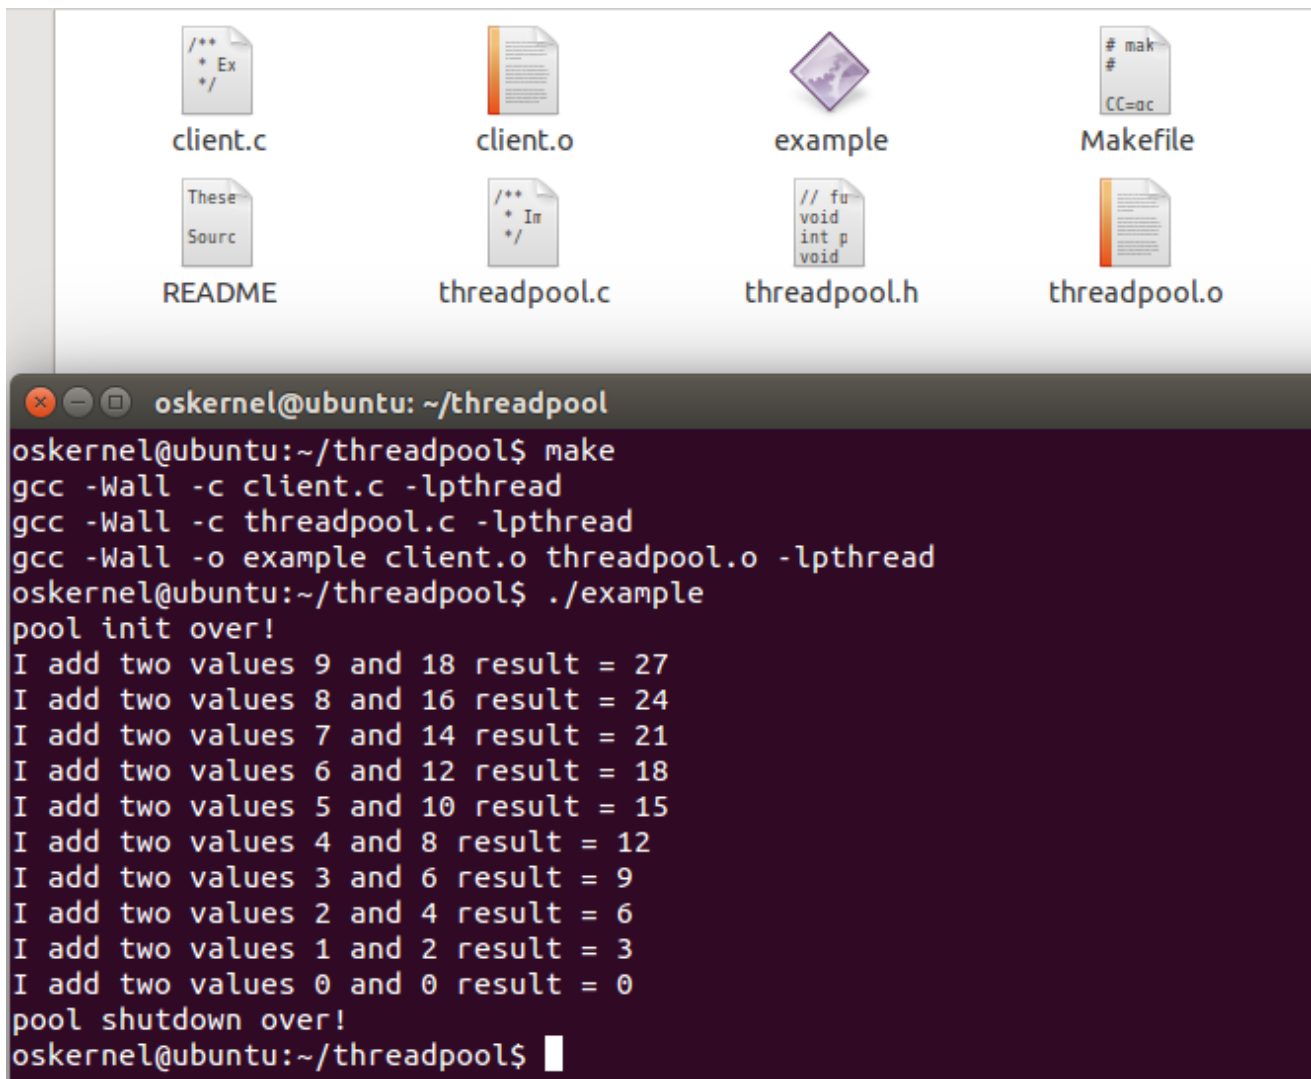 /**
* Ex
*/
client.c
client.o
example
# mak
#
CC=gc
Makefile
These
Sourc
README
/**
* Im
*/
threadpool.c
// fu
void
int p
void
threadpool.h
threadpool.o
oskernel@ubuntu: ~/threadpool
oskernel@ubuntu:~/threadpool$ make
gcc -Wall -c client.c -lpthread
gcc -Wall -c threadpool.c -lpthread
gcc -Wall -o example client.o threadpool.o -lpthread
oskernel@ubuntu:~/threadpool$ ./example
pool init over!
I add two values 9 and 18 result = 27
I add two values 8 and 16 result = 24
I add two values 7 and 14 result = 21
I add two values 6 and 12 result = 18
I add two values 5 and 10 result = 15
I add two values 4 and 8 result = 12
I add two values 3 and 6 result = 9
I add two values 2 and 4 result = 6
I add two values 1 and 2 result = 3
I add two values 0 and 0 result = 0
pool shutdown over!
oskernel@ubuntu:~/threadpool$